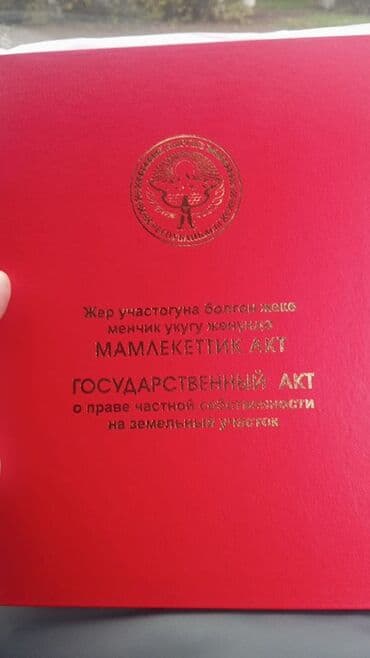 Жер участогуна болгон жеке
менчик укугу жөнүндө
МАМЛЕКЕТТИК АКТ
ГОСУДАРСТВЕННЫЙ АКТ
о праве частной собственности
на земельный участок